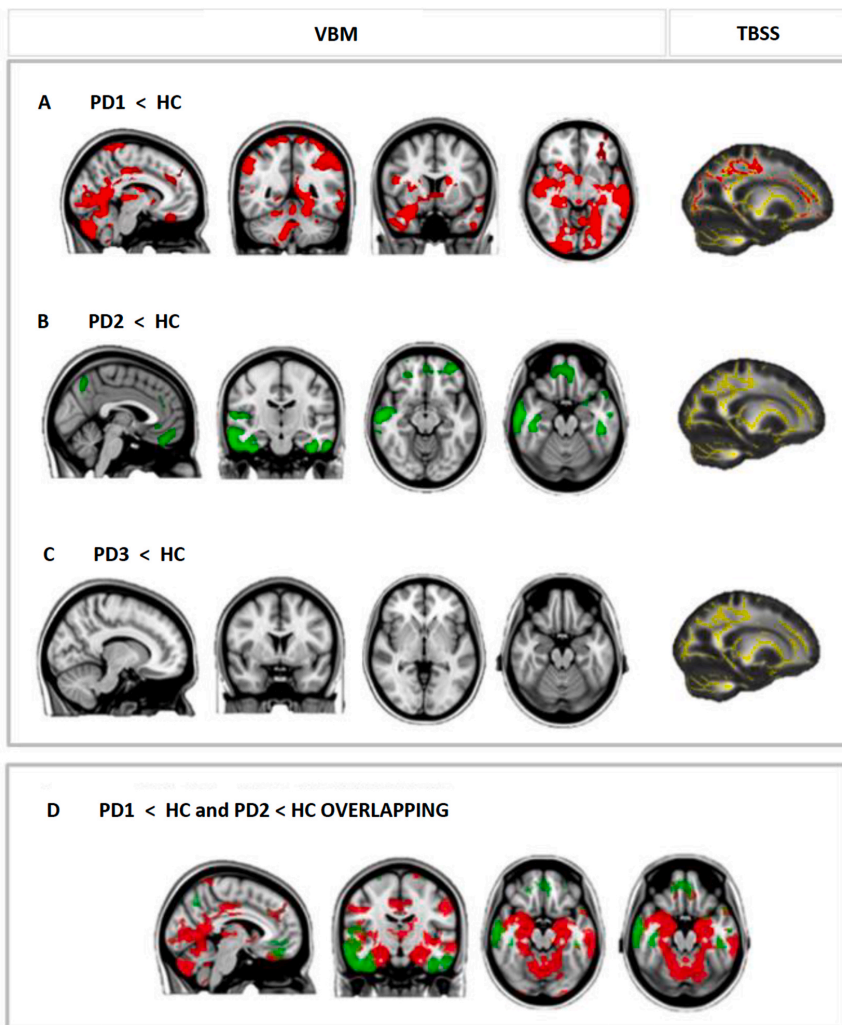 VBM
TBSS
A PD1 < HC
B PD2 < HC
C PD3 < HC
D PD1 < HC and PD2 < HC OVERLAPPING